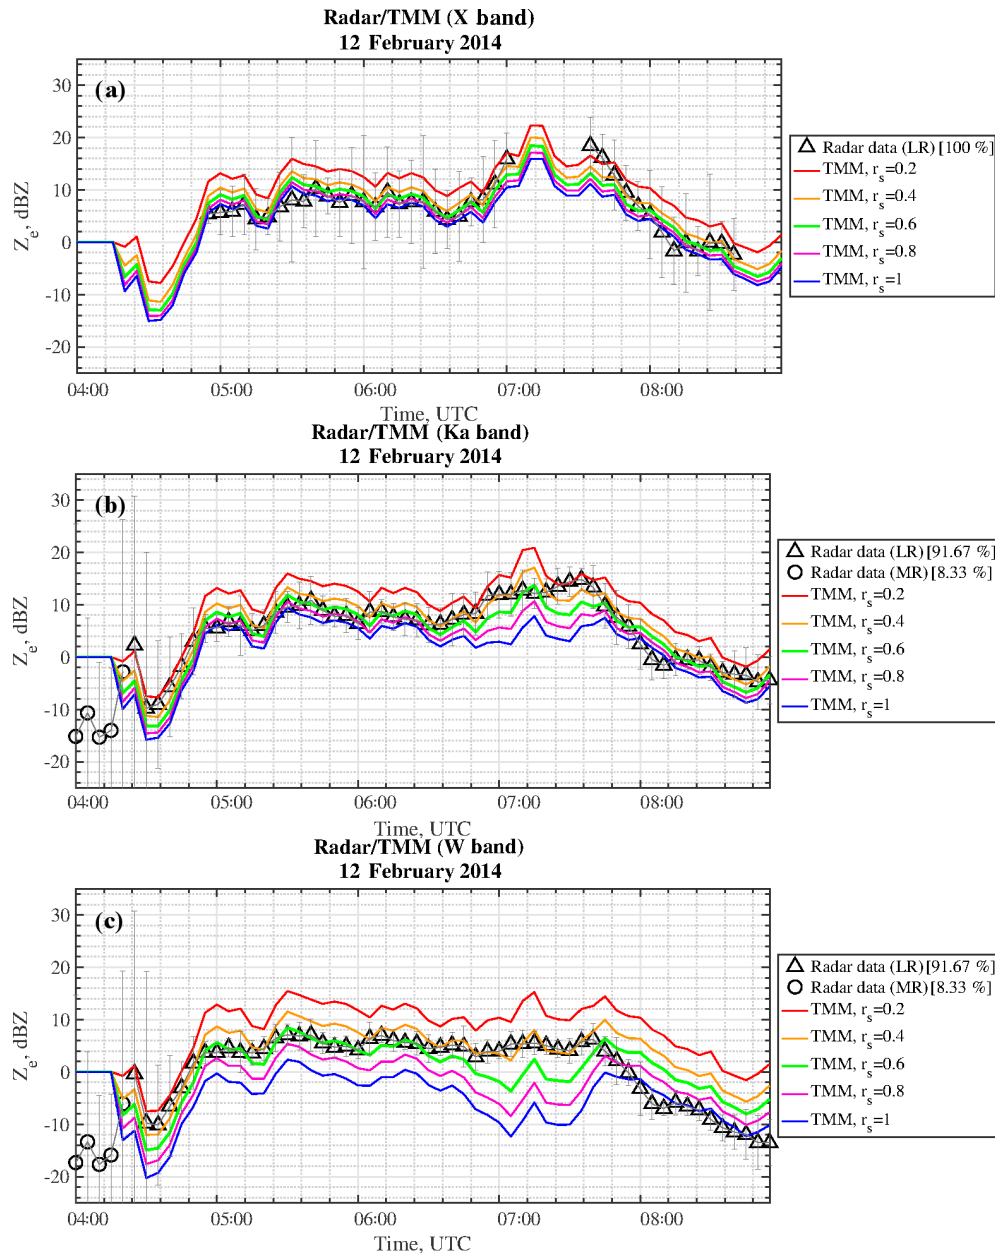 Radar/TMM (X band)
12 February 2014
(a)
30
20
10
0
-10
-20
Z_e, dBZ
04:00 05:00 06:00 07:00 08:00
Time, UTC
Radar data (LR) [100 %]
TMM, r_s=0.2
TMM, r_s=0.4
TMM, r_s=0.6
TMM, r_s=0.8
TMM, r_s=1
Radar/TMM (Ka band)
12 February 2014
(b)
30
20
10
0
-10
-20
Z_e, dBZ
04:00 05:00 06:00 07:00 08:00
Time, UTC
Radar data (LR) [91.67 %]
Radar data (MR) [8.33 %]
TMM, r_s=0.2
TMM, r_s=0.4
TMM, r_s=0.6
TMM, r_s=0.8
TMM, r_s=1
Radar/TMM (W band)
12 February 2014
(c)
30
20
10
0
-10
-20
Z_e, dBZ
04:00 05:00 06:00 07:00 08:00
Time, UTC
Radar data (LR) [91.67 %]
Radar data (MR) [8.33 %]
TMM, r_s=0.2
TMM, r_s=0.4
TMM, r_s=0.6
TMM, r_s=0.8
TMM, r_s=1